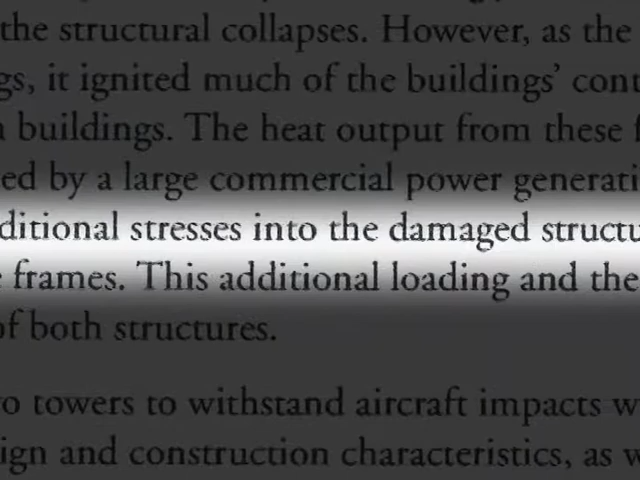 the structural collapses. However, as the
gs, it ignited much of the buildings' cont
buildings. The heat output from these f
ed by a large commercial power generati
ditional stresses into the damaged structu
frames. This additional loading and the
of both structures.
o towers to withstand aircraft impacts w
ign and construction characteristics, as w